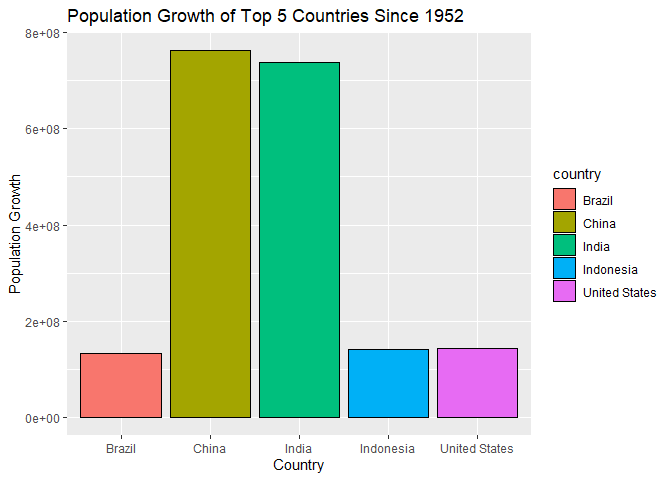 Population Growth of Top 5 Countries Since 1952
8e+08
6e+08
4e+08
2e+08
0e+00
Population Growth
Brazil
China
India
Indonesia
United States
Country
country
Brazil
China
India
Indonesia
United States